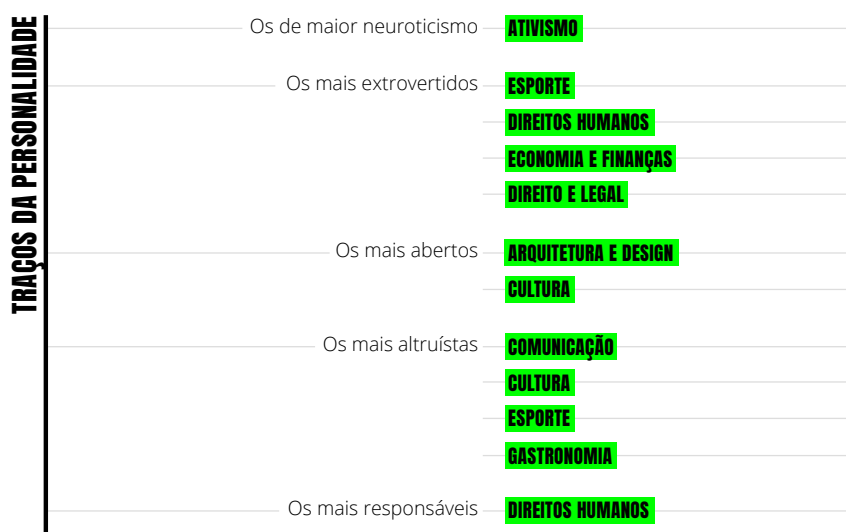 TRAÇOS DA PERSONALIDADE
Os de maior neuroticismo
ATIVISMO
Os mais extrovertidos
ESPORTE
DIREITOS HUMANOS
ECONOMIA E FINANÇAS
DIREITO E LEGAL
Os mais abertos
ARQUITETURA E DESIGN
CULTURA
Os mais altruístas
COMUNICAÇÃO
CULTURA
ESPORTE
GASTRONOMIA
Os mais responsáveis
DIREITOS HUMANOS